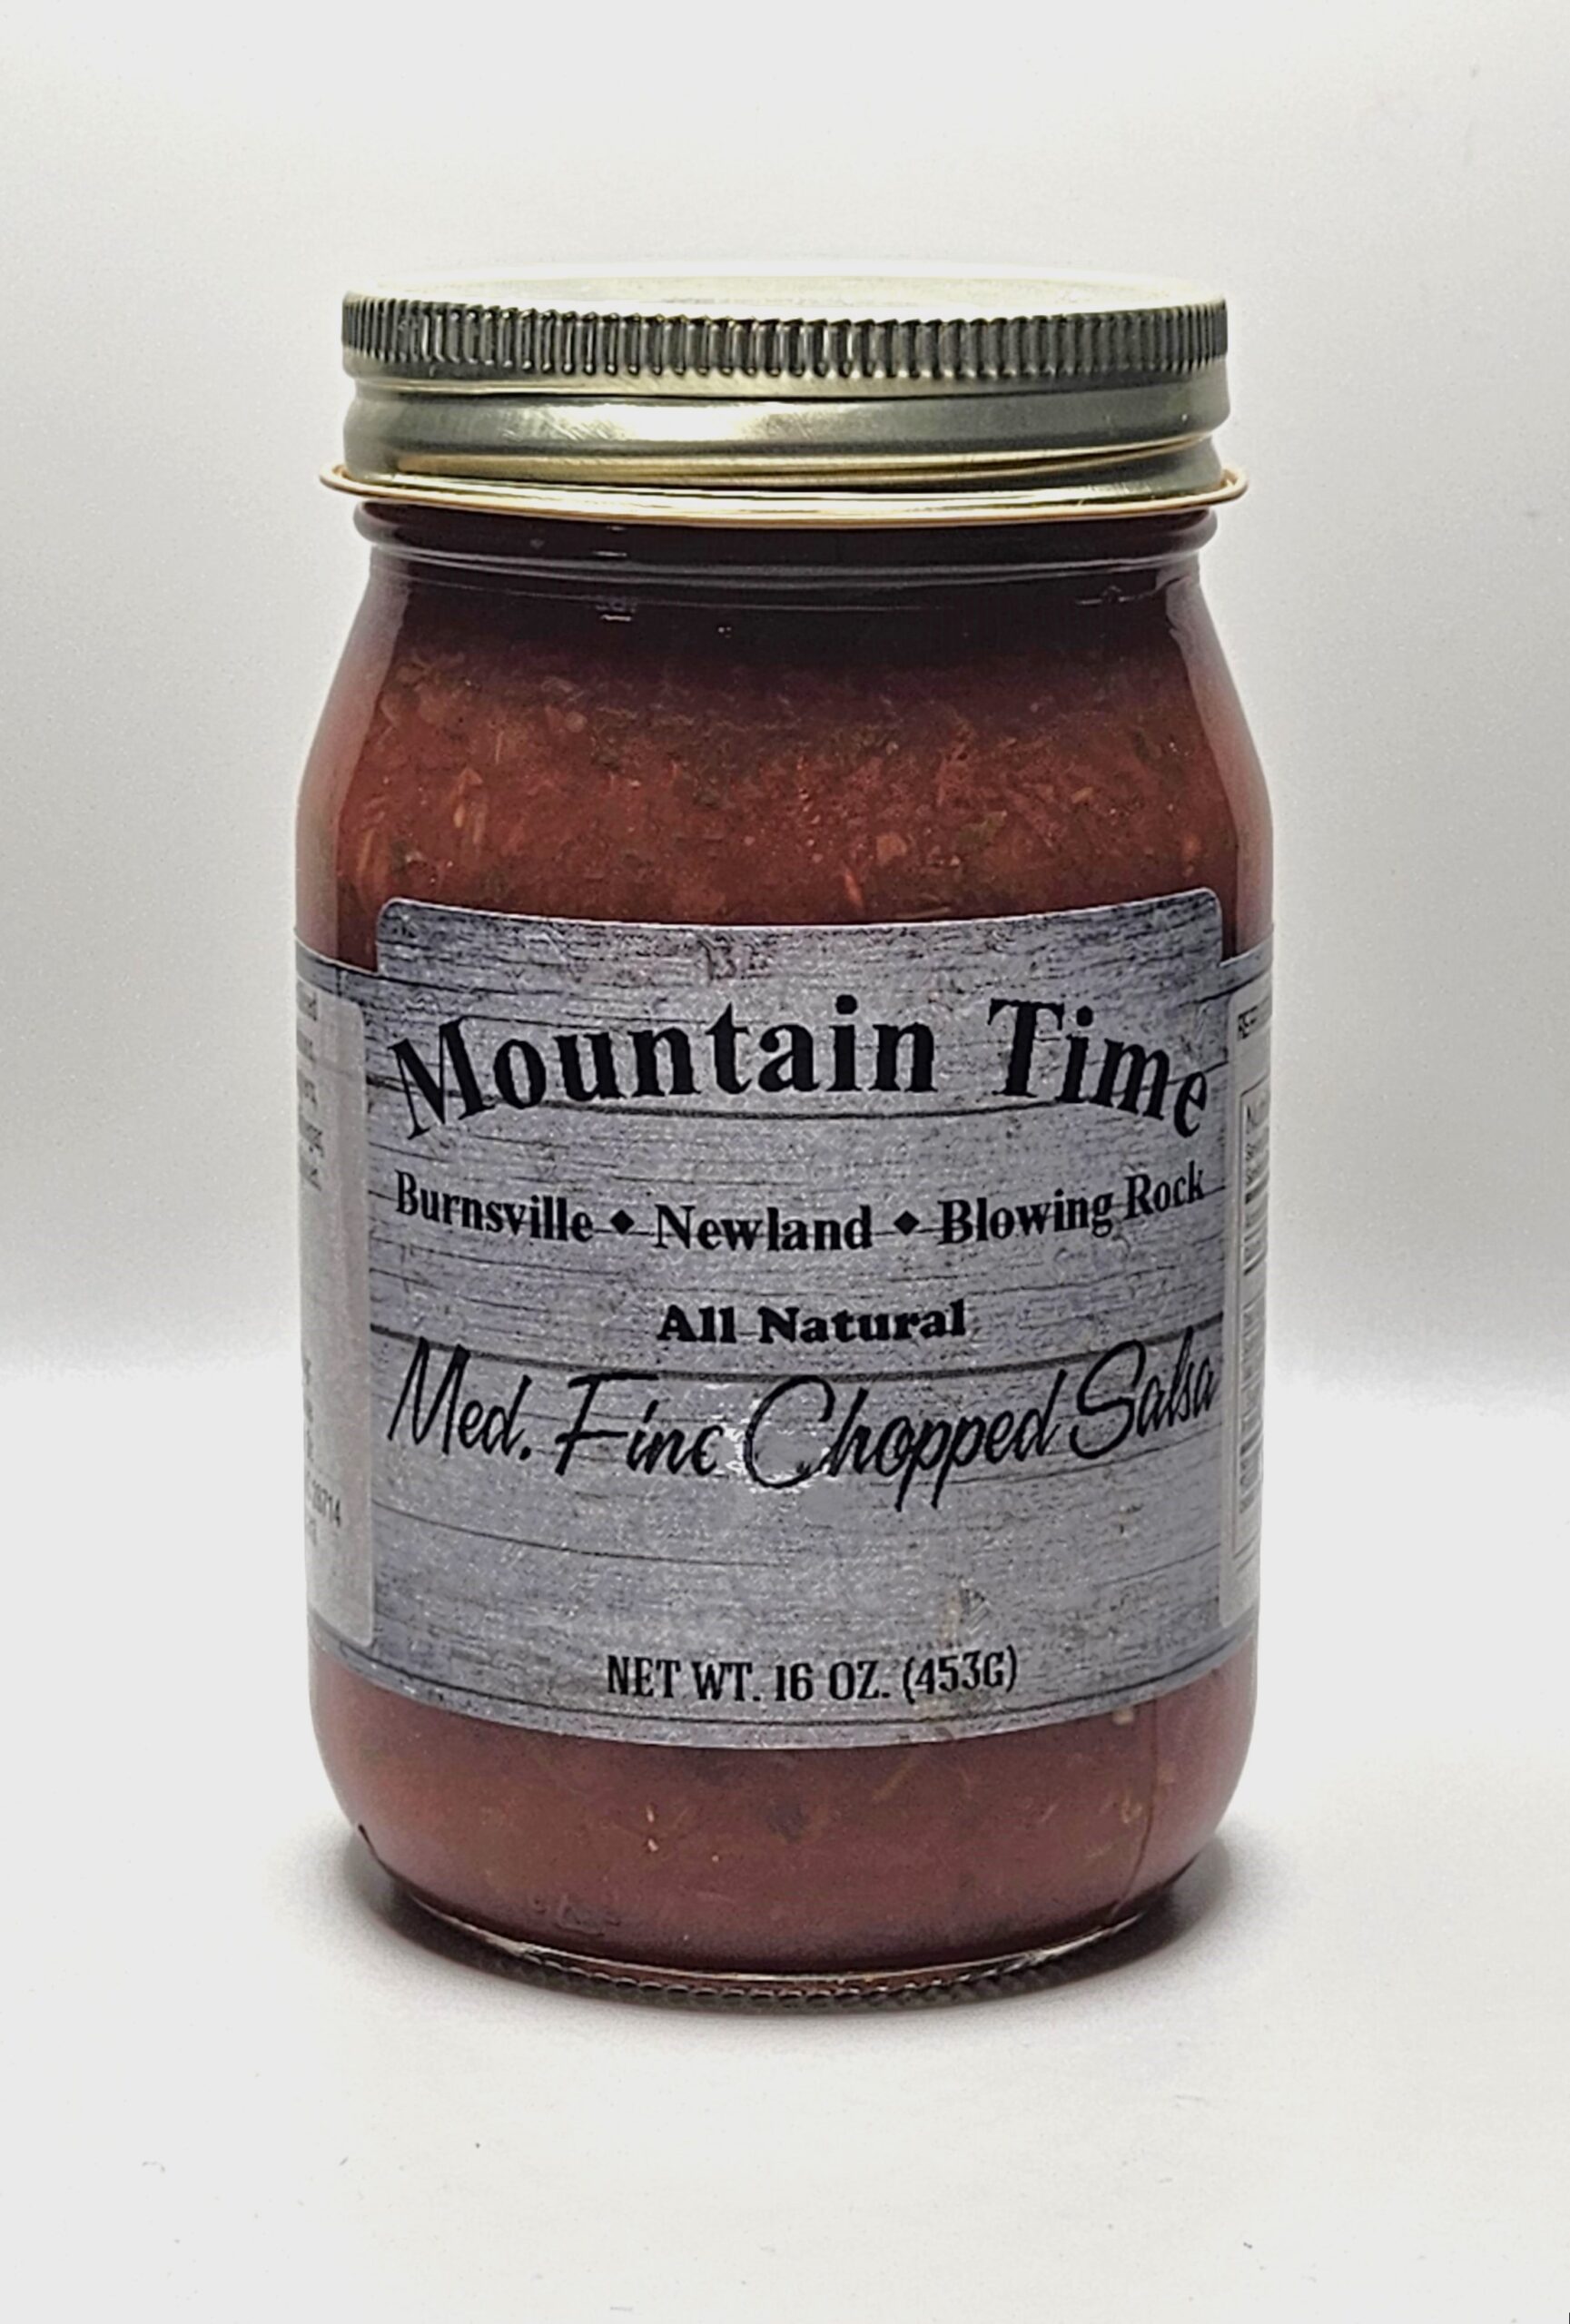 Mountain Time
Burnsville ◆ Newland ◆ Blowing Rock
All Natural
Med. Fine Chopped Salsa
NET WT. 16 OZ. (453G)